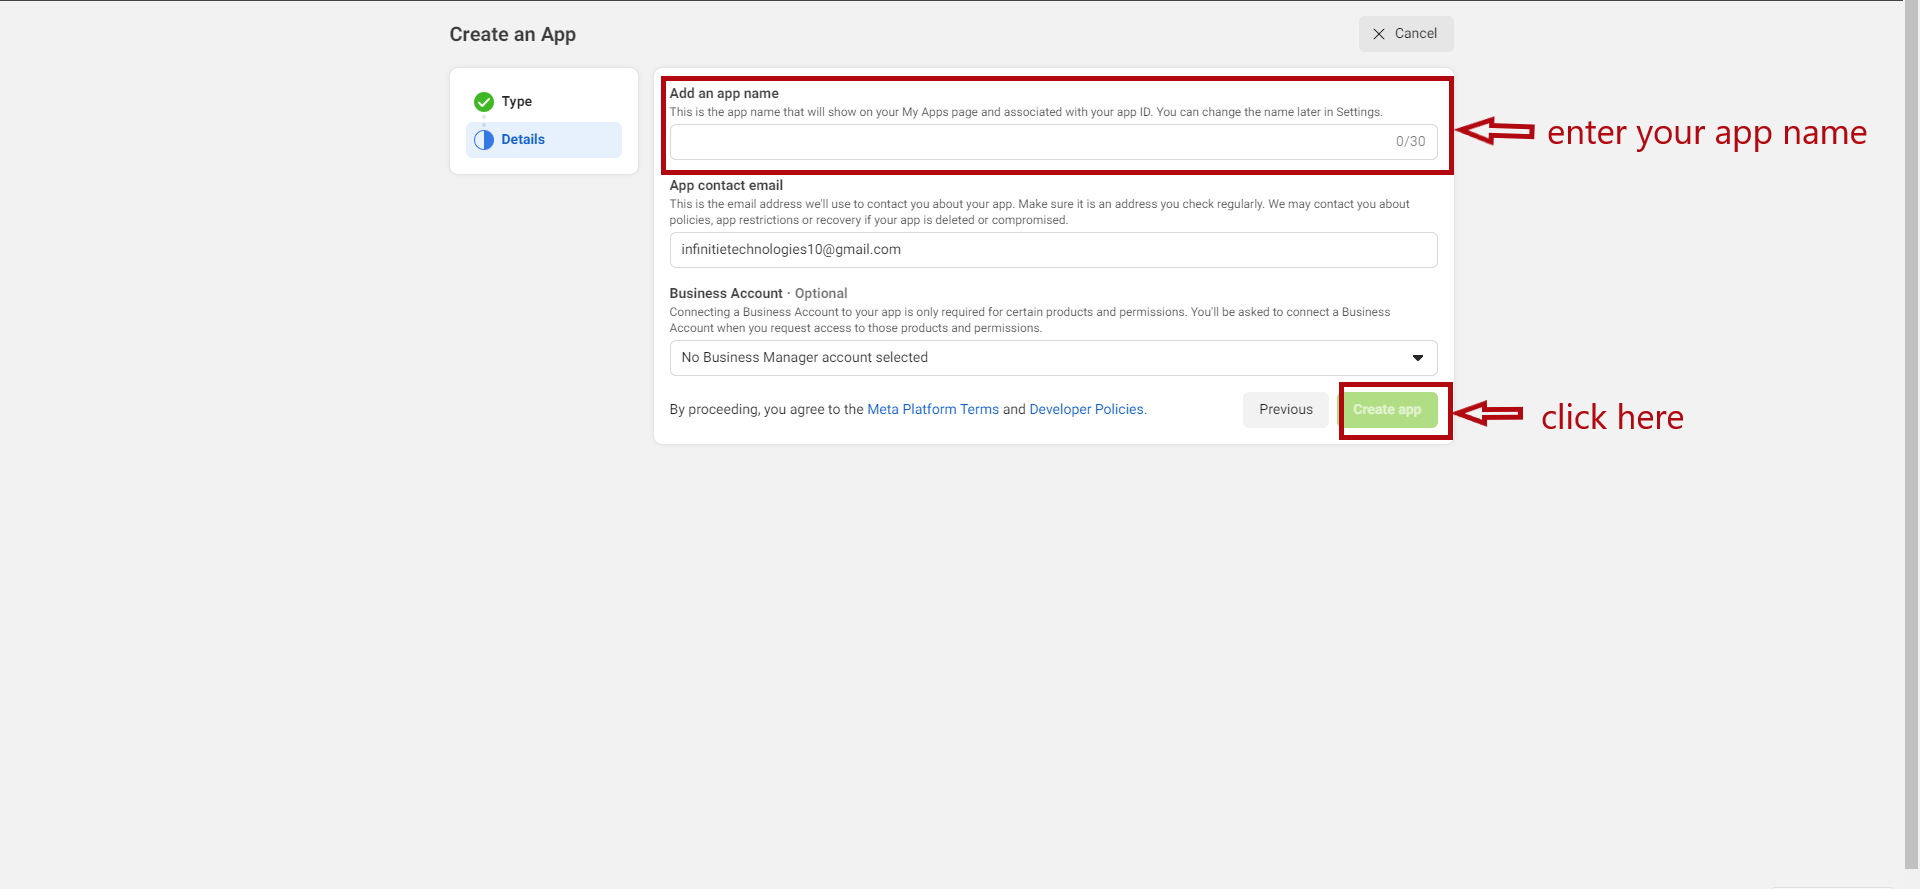 Create an App
Cancel
Type
Details
Add an app name
This is the app name that will show on your My Apps page and associated with your app ID. You can change the name later in Settings.
0/30
enter your app name
App contact email
This is the email address we'll use to contact you about your app. Make sure it is an address you check regularly. We may contact you about
policies, app restrictions or recovery if your app is deleted or compromised.
infinitietechnologies10@gmail.com
Business Account · Optional
Connecting a Business Account to your app is only required for certain products and permissions. You'll be asked to connect a Business
Account when you request access to those products and permissions.
No Business Manager account selected
By proceeding, you agree to the Meta Platform Terms and Developer Policies.
Previous
Create app
click here